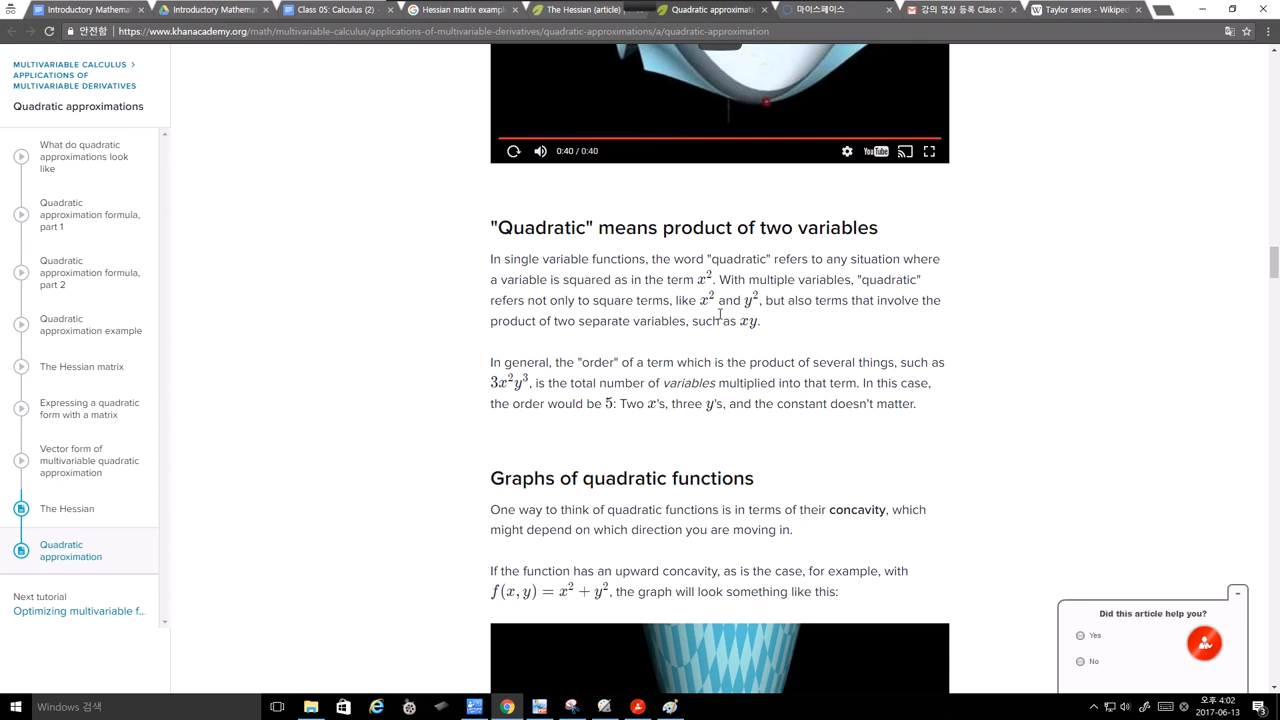 Introductory Mathema
Introductory Mathema
Class 05: Calculus (2) -
Hessian matrix exampl
The Hessian (article)
Quadratic approximati
마이스페이스
강의 영상 등록 Class 0
Taylor series - Wikiped
안전함
https://www.khanacademy.org/math/multivariable-calculus/applications-of-multivariable-derivatives/quadratic-approximations/a/quadratic-approximation
MULTIVARIABLE CALCULUS >
APPLICATIONS OF
MULTIVARIABLE DERIVATIVES
Quadratic approximations
What do quadratic
approximations look
like
Quadratic
approximation formula,
part 1
Quadratic
approximation formula,
part 2
Quadratic
approximation example
The Hessian matrix
Expressing a quadratic
form with a matrix
Vector form of
multivariable quadratic
approximation
The Hessian
Quadratic
approximation
Next tutorial
Optimizing multivariable f...
0:40 / 0:40
YouTube
"Quadratic" means product of two variables
In single variable functions, the word "quadratic" refers to any situation where
a variable is squared as in the term x². With multiple variables, "quadratic"
refers not only to square terms, like x² and y², but also terms that involve the
product of two separate variables, such as xy.
In general, the "order" of a term which is the product of several things, such as
3x²y³, is the total number of variables multiplied into that term. In this case,
the order would be 5: Two x's, three y's, and the constant doesn't matter.
Graphs of quadratic functions
One way to think of quadratic functions is in terms of their concavity, which
might depend on which direction you are moving in.
If the function has an upward concavity, as is the case, for example, with
f(x, y) = x² + y², the graph will look something like this:
Did this article help you?
Yes
No
Windows 검색
오후 4:02
2017-06-13
3